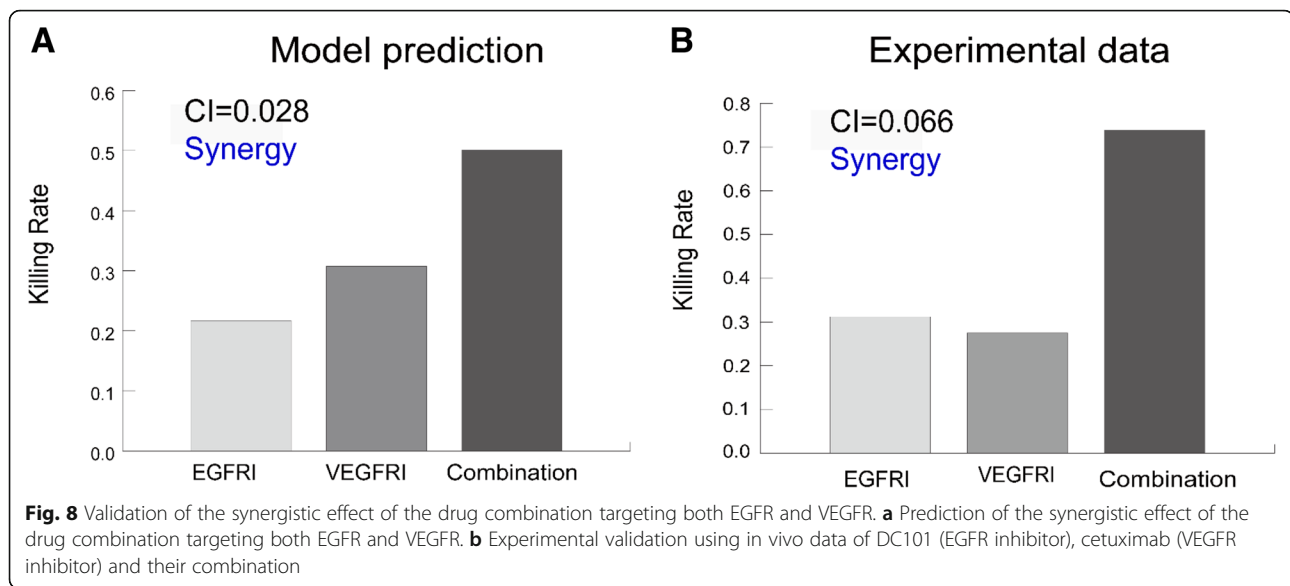 A
Model prediction
Killing Rate
0.6
0.5
0.4
0.3
0.2
0.1
0.0
CI=0.028
Synergy
EGFRI VEGFRI Combination
B
Experimental data
Killing Rate
0.8
0.7
0.6
0.5
0.4
0.3
0.2
0.1
0.0
CI=0.066
Synergy
EGFRI VEGFRI Combination
Fig. 8 Validation of the synergistic effect of the drug combination targeting both EGFR and VEGFR. a Prediction of the synergistic effect of the
drug combination targeting both EGFR and VEGFR. b Experimental validation using in vivo data of DC101 (EGFR inhibitor), cetuximab (VEGFR
inhibitor) and their combination